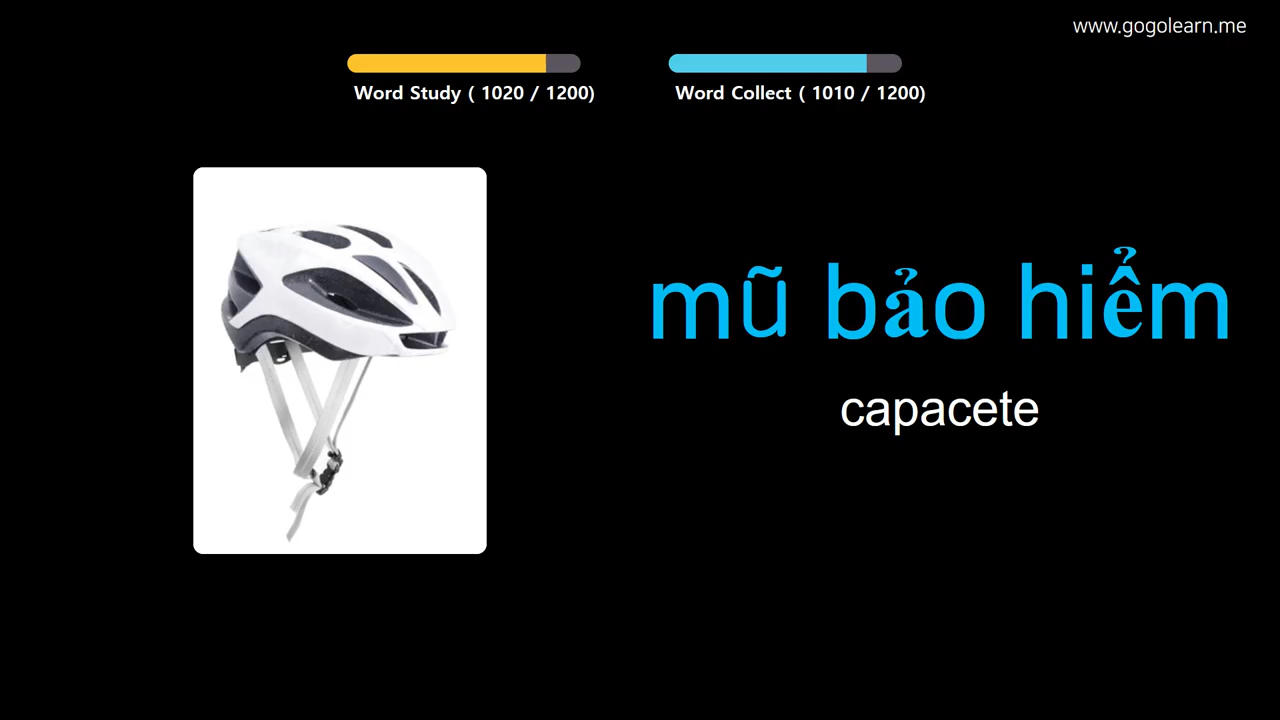 www.gogolearn.me
Word Study ( 1020 / 1200)
Word Collect ( 1010 / 1200)
mũ bảo hiểm
capacete